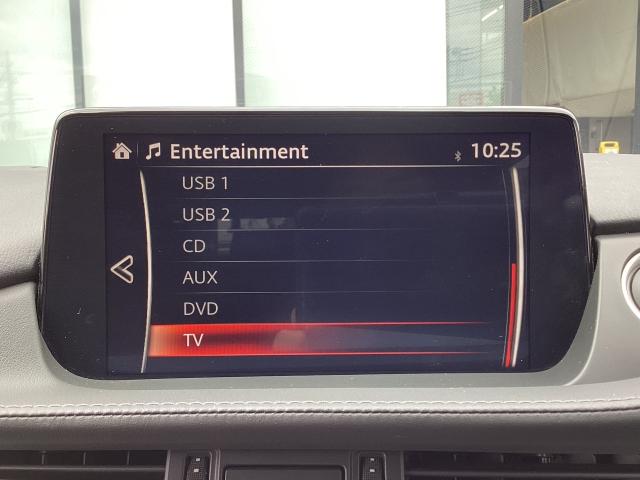 Entertainment 10:25
USB 1
USB 2
CD
AUX
DVD
TV